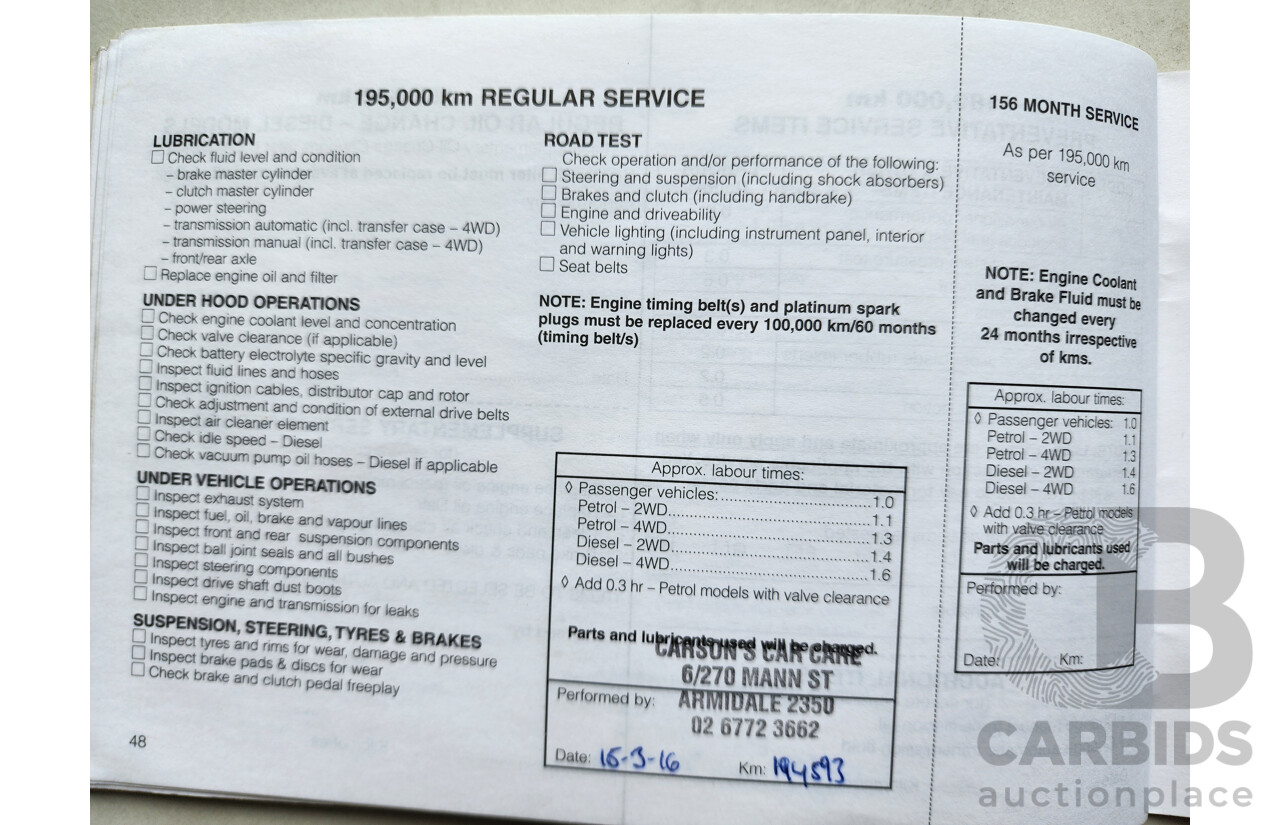 195,000 km REGULAR SERVICE
LUBRICATION
Check fluid level and condition
– brake master cylinder
– clutch master cylinder
– power steering
– transmission automatic (incl. transfer case – 4WD)
– transmission manual (incl. transfer case – 4WD)
– front/rear axle
Replace engine oil and filter
UNDER HOOD OPERATIONS
Check engine coolant level and concentration
Check valve clearance (if applicable)
Check battery electrolyte specific gravity and level
Inspect fluid lines and hoses
Inspect ignition cables, distributor cap and rotor
Check adjustment and condition of external drive belts
Inspect air cleaner element
Check idle speed – Diesel
Check vacuum pump oil hoses – Diesel if applicable
UNDER VEHICLE OPERATIONS
Inspect exhaust system
Inspect fuel, oil, brake and vapour lines
Inspect front and rear suspension components
Inspect ball joint seals and all bushes
Inspect steering components
Inspect drive shaft dust boots
Inspect engine and transmission for leaks
SUSPENSION, STEERING, TYRES & BRAKES
Inspect tyres and rims for wear, damage and pressure
Inspect brake pads & discs for wear
Check brake and clutch pedal freeplay
48
ROAD TEST
Check operation and/or performance of the following:
Steering and suspension (including shock absorbers)
Brakes and clutch (including handbrake)
Engine and driveability
Vehicle lighting (including instrument panel, interior
and warning lights)
Seat belts
NOTE: Engine timing belt(s) and platinum spark
plugs must be replaced every 100,000 km/60 months
(timing belt/s)
Approx. labour times:
◊ Passenger vehicles: 1.0
Petrol – 2WD 1.1
Petrol – 4WD 1.3
Diesel – 2WD 1.4
Diesel – 4WD 1.6
◊ Add 0.3 hr – Petrol models with valve clearance
Parts and lubricants used will be charged.
CARSON'S CAR CARE
6/270 MANN ST
Performed by: ARMIDALE 2350
02 6772 3662
Date: 15-3-16 Km: 194593
156 MONTH SERVICE
As per 195,000 km
service
NOTE: Engine Coolant
and Brake Fluid must be
changed every
24 months irrespective
of kms.
Approx. labour times:
◊ Passenger vehicles: 1.0
Petrol – 2WD 1.1
Petrol – 4WD 1.3
Diesel – 2WD 1.4
Diesel – 4WD 1.6
◊ Add 0.3 hr – Petrol models
with valve clearance
Parts and lubricants used
will be charged.
Performed by:
Date: Km:
CARBIDS
auctionplace